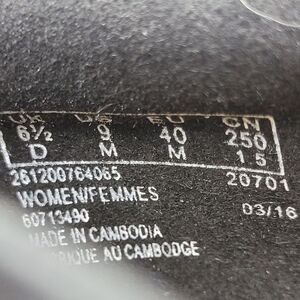 UK US EU CN
6½ 9 40 250
D M M 1.5
261200764065 20701
WOMEN/FEMMES
60713490 03/16
MADE IN CAMBODIA
FABRIQUE AU CAMBODGE